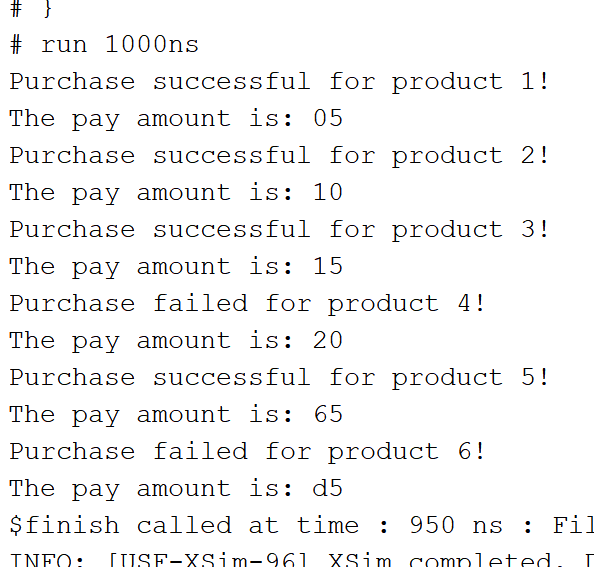 # }
# run 1000ns
Purchase successful for product 1!
The pay amount is: 05
Purchase successful for product 2!
The pay amount is: 10
Purchase successful for product 3!
The pay amount is: 15
Purchase failed for product 4!
The pay amount is: 20
Purchase successful for product 5!
The pay amount is: 65
Purchase failed for product 6!
The pay amount is: d5
$finish called at time : 950 ns : Fil
INFO: [USF-XSim-96] XSim completed.